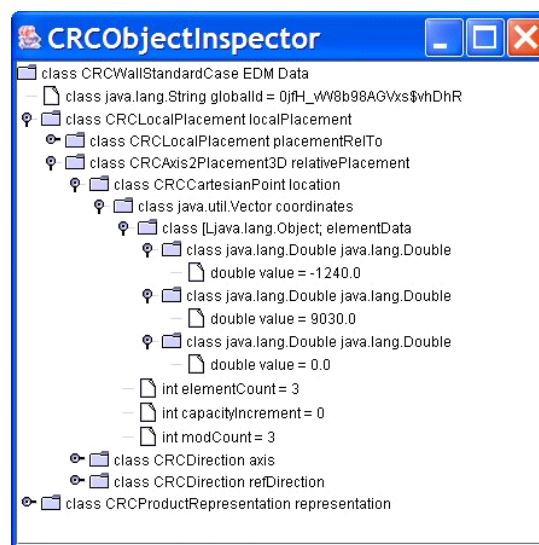 CRCObjectInspector
class CRCWallStandardCase EDM Data
class java.lang.String globalId = 0jfH_vW8b98AGVxs$vhDhR
class CRCLocalPlacement localPlacement
class CRCLocalPlacement placementRelTo
class CRCAxis2Placement3D relativePlacement
class CRCCartesianPoint location
class java.util.Vector coordinates
class [Ljava.lang.Object; elementData
class java.lang.Double java.lang.Double
double value = -1240.0
class java.lang.Double java.lang.Double
double value = 9030.0
class java.lang.Double java.lang.Double
double value = 0.0
int elementCount = 3
int capacityIncrement = 0
int modCount = 3
class CRCDirection axis
class CRCDirection refDirection
class CRCProductRepresentation representation